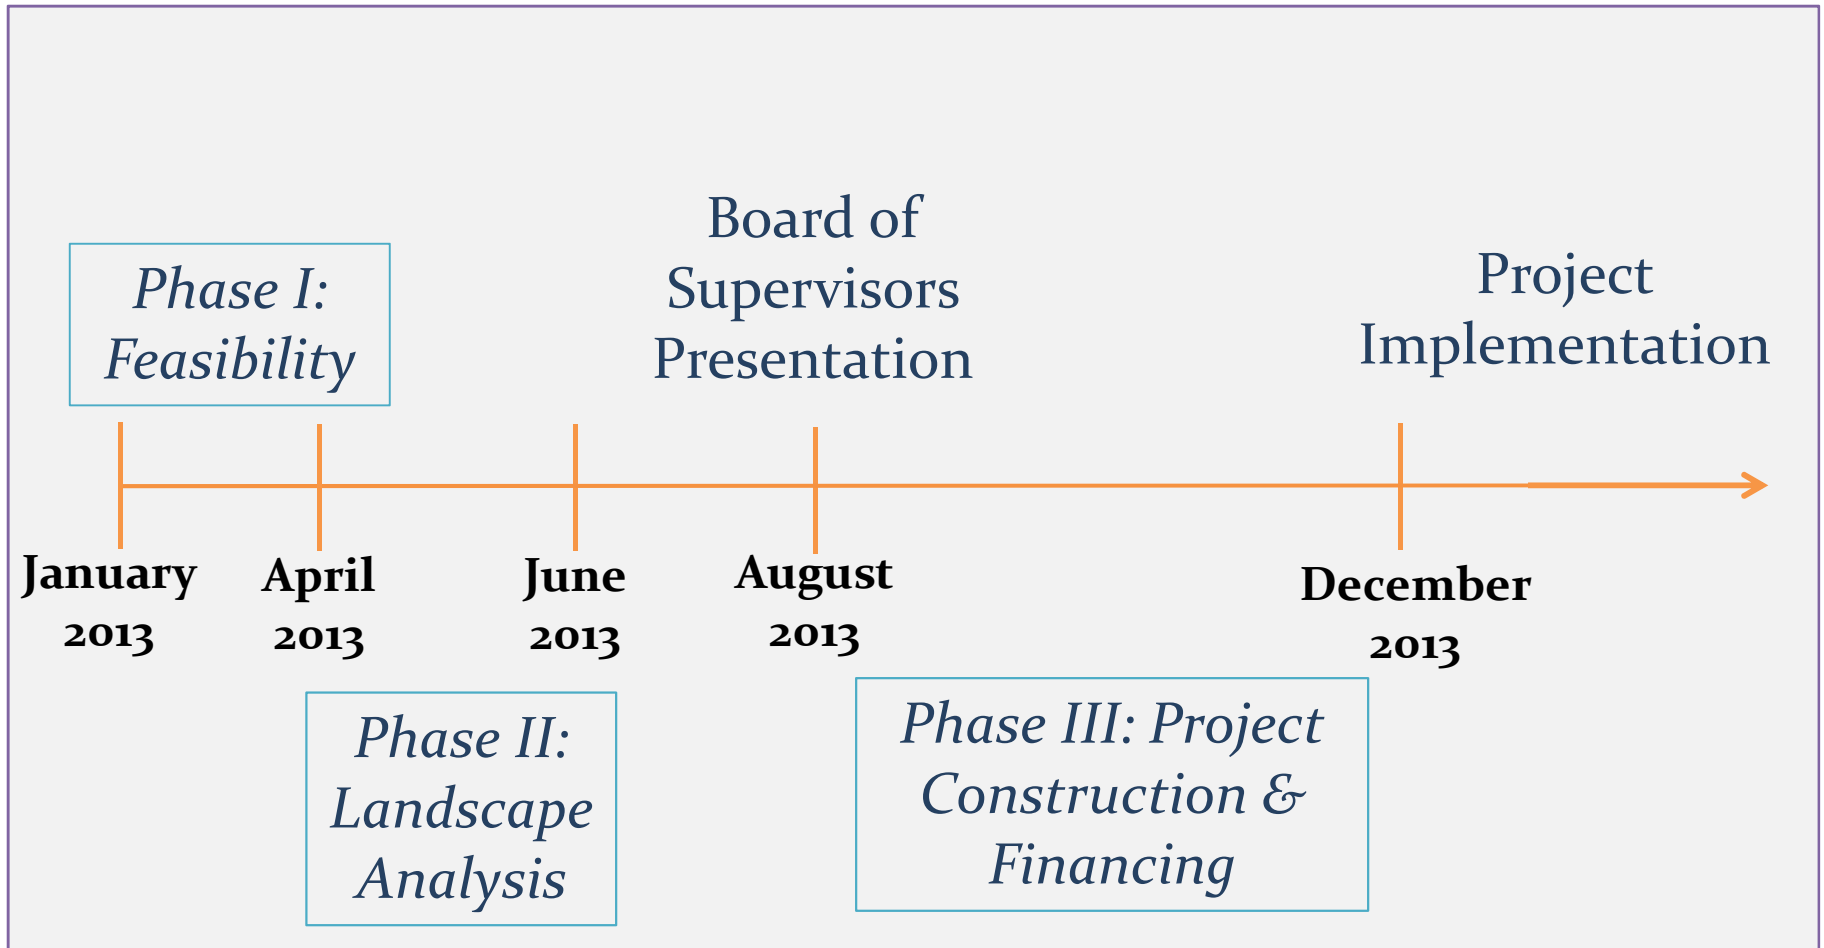 Board of
Supervisors
Presentation
Phase I:
Feasibility
Project
Implementation
January
2013
April
2013
June
2013
August
2013
December
2013
Phase II:
Landscape
Analysis
Phase III: Project
Construction &
Financing